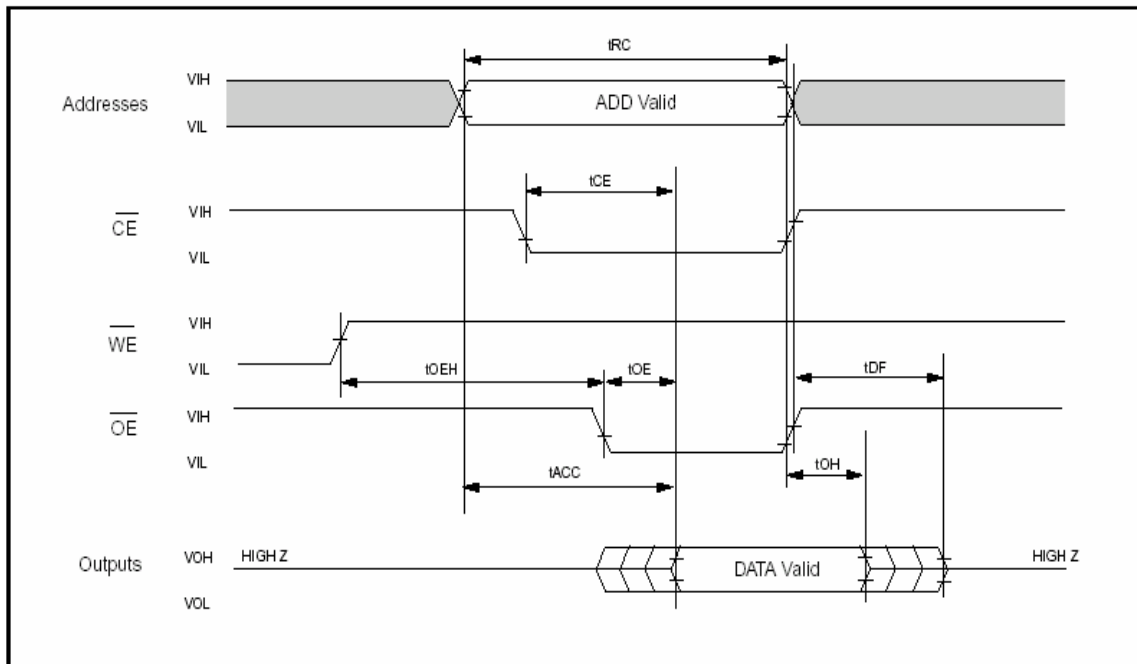 tRC
VIH
Addresses
ADD Valid
VIL
tCE
VIH
CE
VIL
VIH
WE
VIL
tOEH
tOE
tDF
VIH
OE
VIL
tACC
tOH
VOH
HIGH Z
Outputs
DATA Valid
HIGH Z
VOL